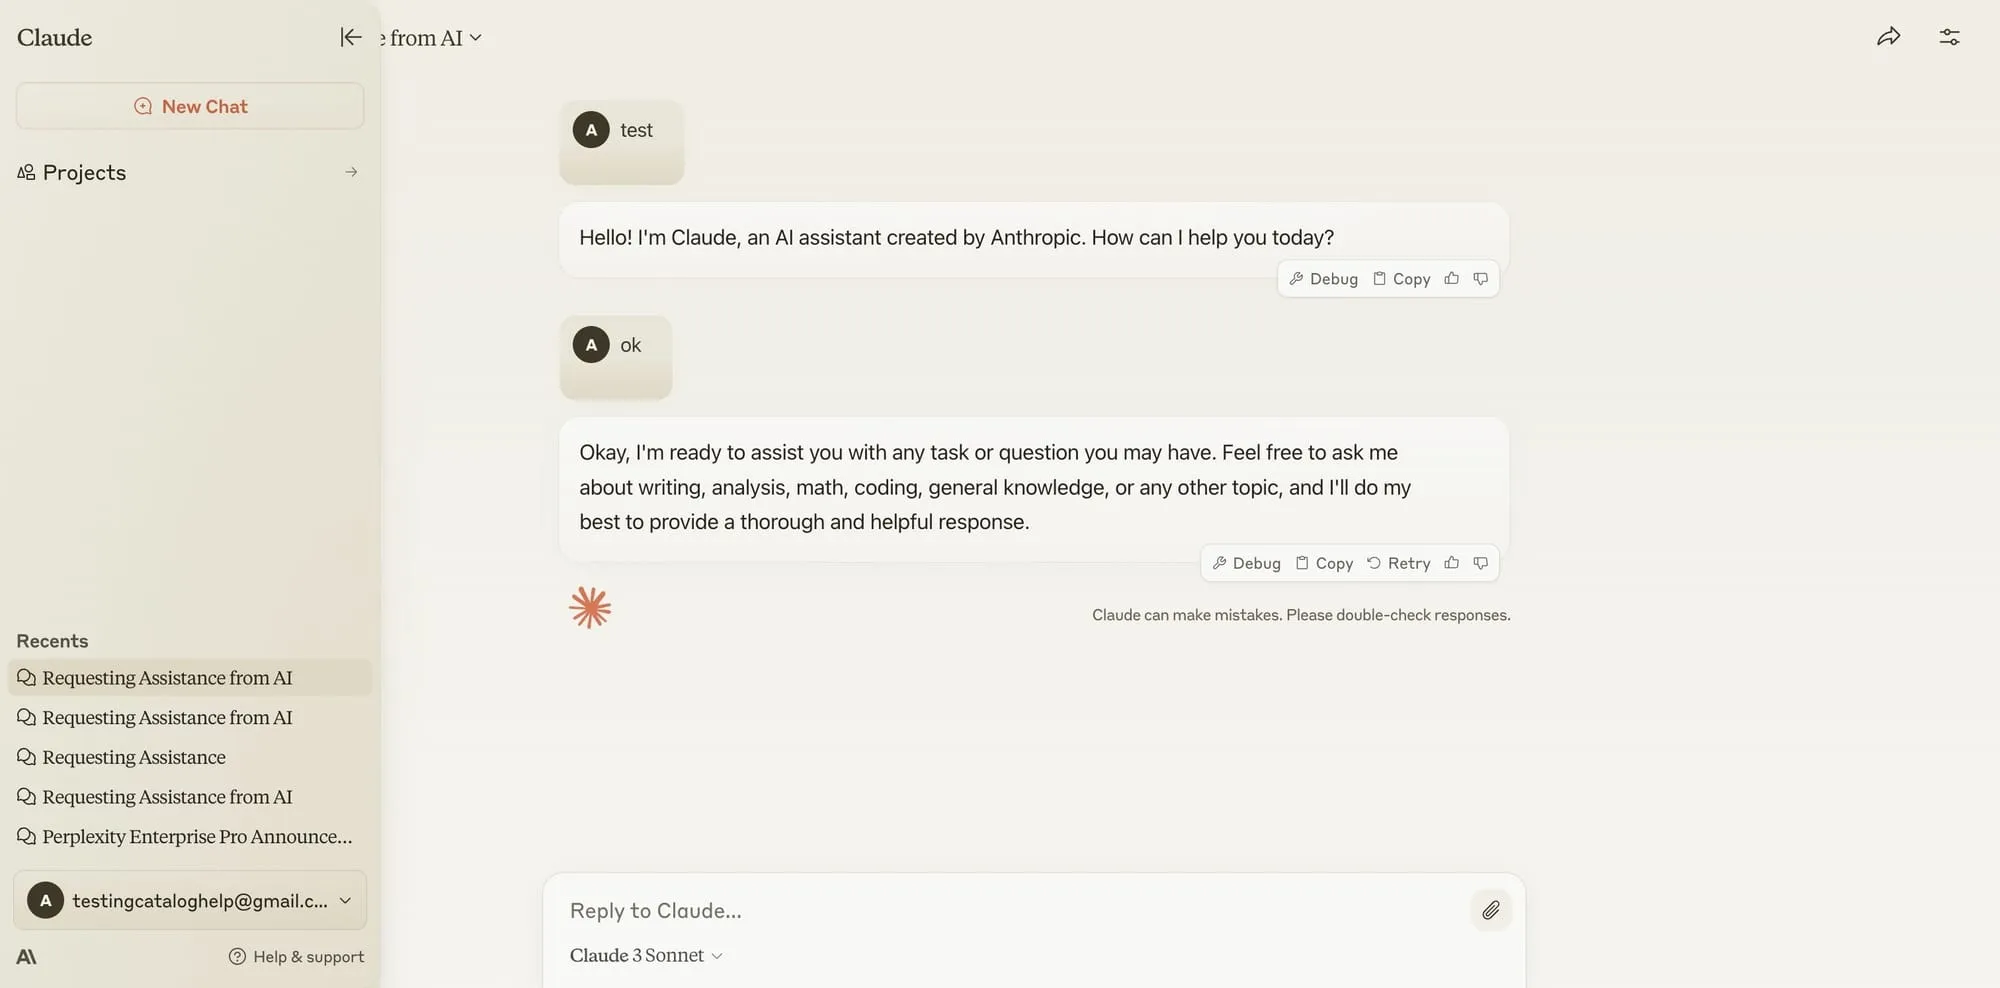 Claude
New Chat
Projects
Recents
Requesting Assistance from AI
Requesting Assistance from AI
Requesting Assistance
Requesting Assistance from AI
Perplexity Enterprise Pro Announce...
A testingcataloghelp@gmail.c...
Help & support
e from AI
A test
Hello! I'm Claude, an AI assistant created by Anthropic. How can I help you today?
Debug Copy
A ok
Okay, I'm ready to assist you with any task or question you may have. Feel free to ask me
about writing, analysis, math, coding, general knowledge, or any other topic, and I'll do my
best to provide a thorough and helpful response.
Debug Copy Retry
Claude can make mistakes. Please double-check responses.
Reply to Claude...
Claude 3 Sonnet